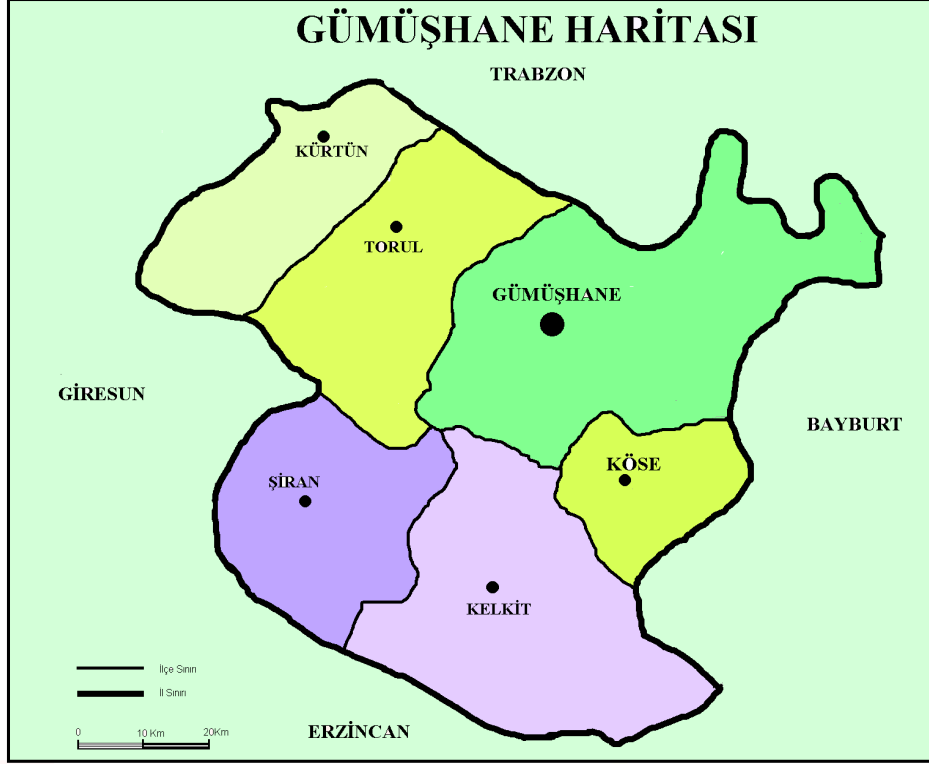 GÜMÜŞHANE HARİTASI
TRABZON
KÜRTÜN
TORUL
GÜMÜŞHANE
GİRESUN
BAYBURT
KÖSE
ŞİRAN
KELKİT
İlçe Sınırı
İl Sınırı
ERZİNCAN
0 10 Km 20Km